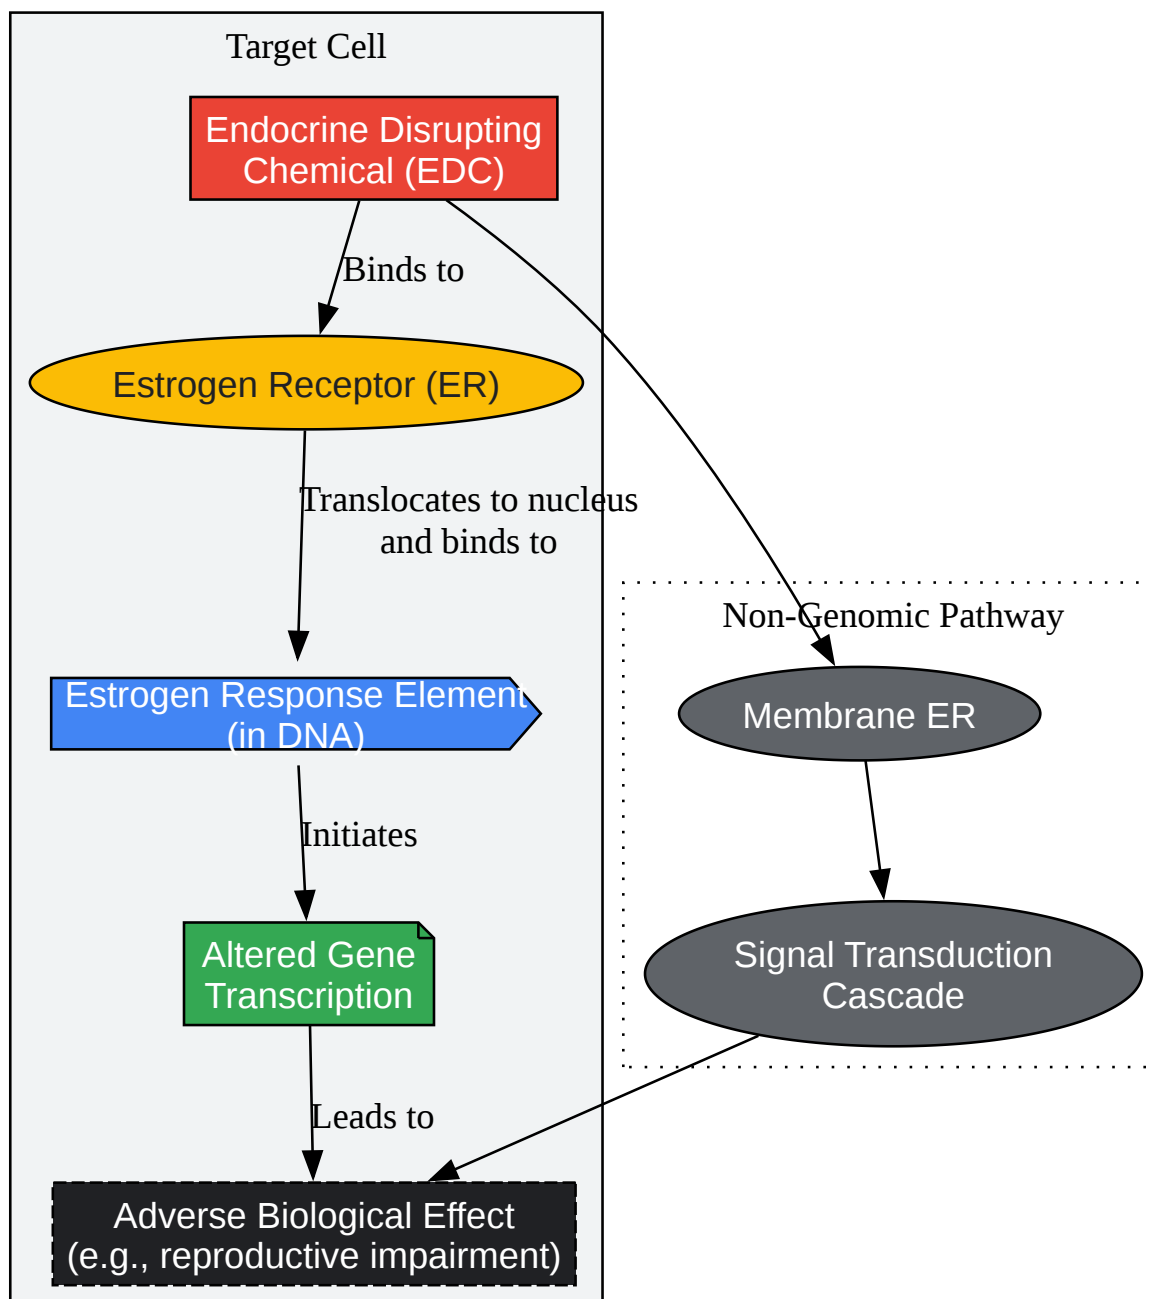 Target Cell
Endocrine Disrupting
Chemical (EDC)
Binds to
Estrogen Receptor (ER)
Translocates to nucleus
and binds to
Non-Genomic Pathway
Estrogen Response Element
(in DNA)
Membrane ER
Initiates
Altered Gene
Transcription
Signal Transduction
Cascade
Leads to
Adverse Biological Effect
(e.g., reproductive impairment)